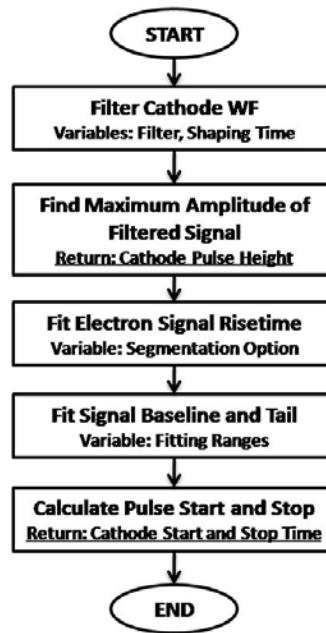 START
Filter Cathode WF
Variables: Filter, Shaping Time
Find Maximum Amplitude of
Filtered Signal
Return: Cathode Pulse Height
Fit Electron Signal Risetime
Variable: Segmentation Option
Fit Signal Baseline and Tail
Variable: Fitting Ranges
Calculate Pulse Start and Stop
Return: Cathode Start and Stop Time
END